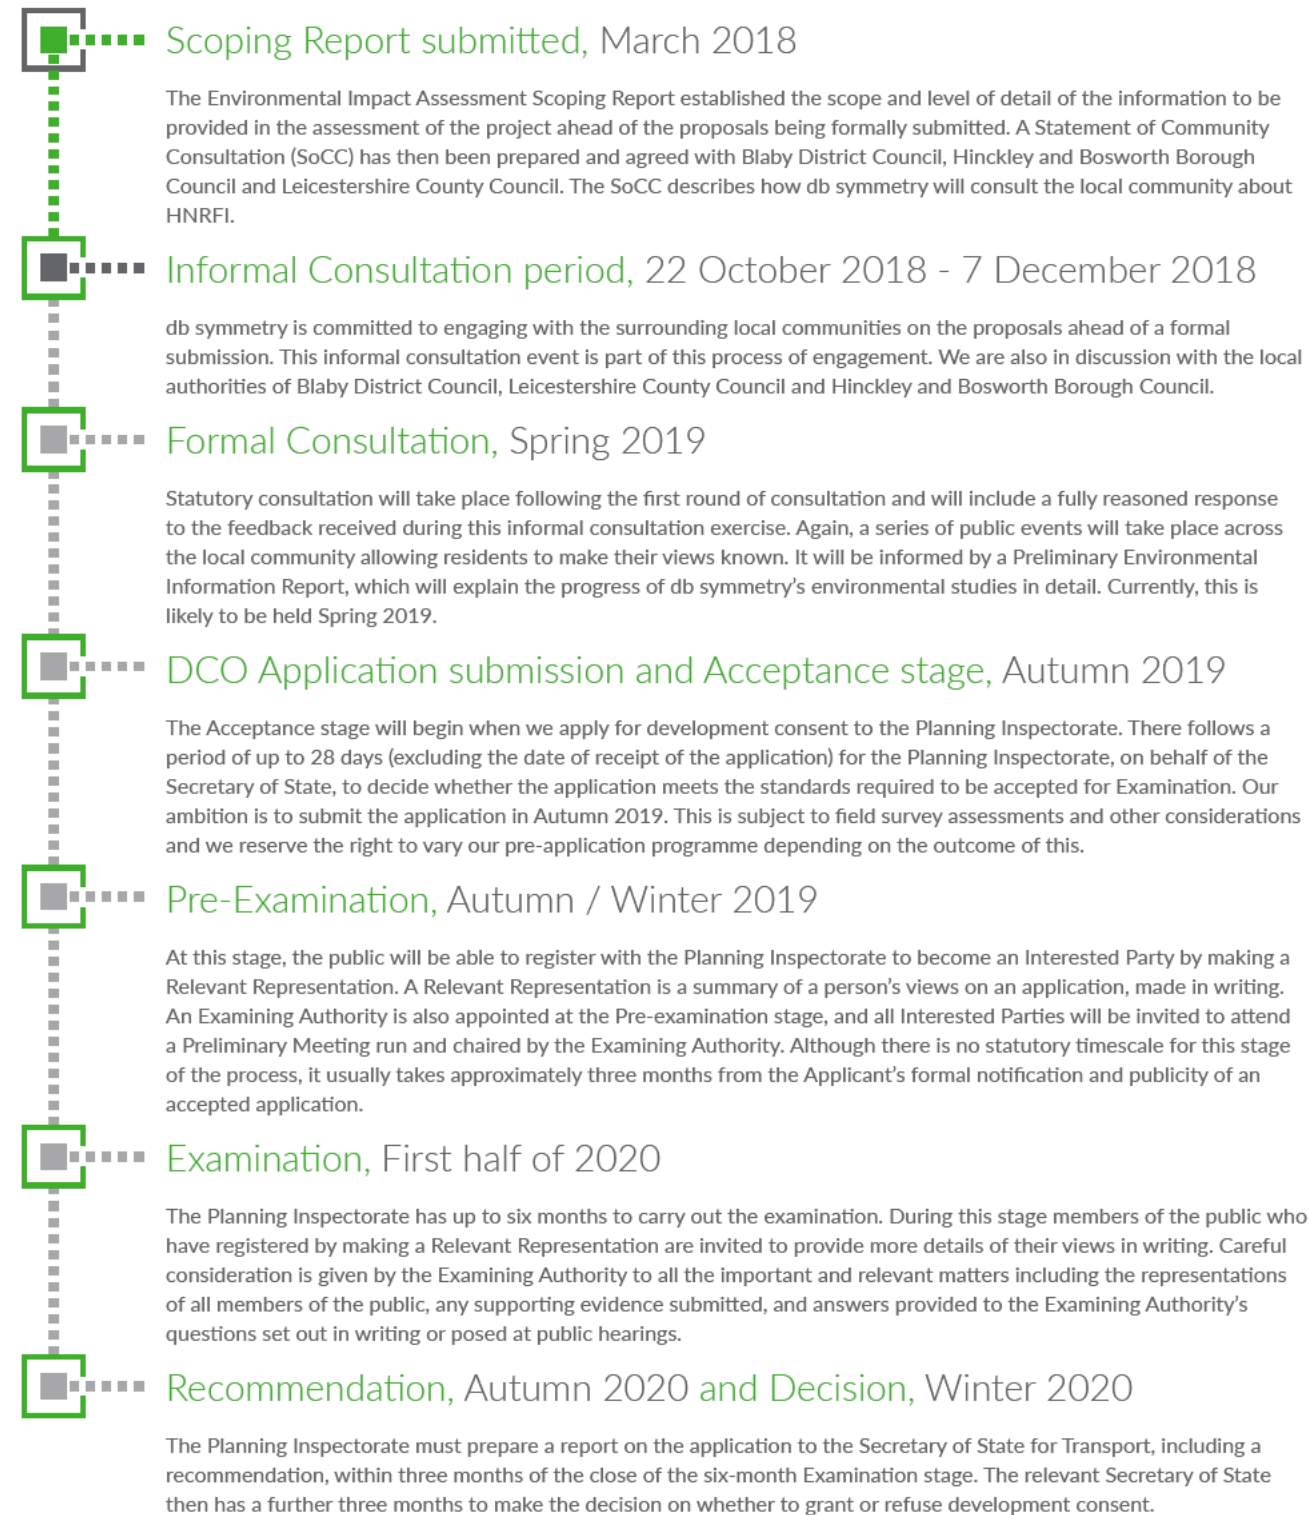 Scoping Report submitted, March 2018
The Environmental Impact Assessment Scoping Report established the scope and level of detail of the information to be
provided in the assessment of the project ahead of the proposals being formally submitted. A Statement of Community
Consultation (SoCC) has then been prepared and agreed with Blaby District Council, Hinckley and Bosworth Borough
Council and Leicestershire County Council. The SoCC describes how db symmetry will consult the local community about
HNRFI.
Informal Consultation period, 22 October 2018 - 7 December 2018
db symmetry is committed to engaging with the surrounding local communities on the proposals ahead of a formal
submission. This informal consultation event is part of this process of engagement. We are also in discussion with the local
authorities of Blaby District Council, Leicestershire County Council and Hinckley and Bosworth Borough Council.
Formal Consultation, Spring 2019
Statutory consultation will take place following the first round of consultation and will include a fully reasoned response
to the feedback received during this informal consultation exercise. Again, a series of public events will take place across
the local community allowing residents to make their views known. It will be informed by a Preliminary Environmental
Information Report, which will explain the progress of db symmetry's environmental studies in detail. Currently, this is
likely to be held Spring 2019.
DCO Application submission and Acceptance stage, Autumn 2019
The Acceptance stage will begin when we apply for development consent to the Planning Inspectorate. There follows a
period of up to 28 days (excluding the date of receipt of the application) for the Planning Inspectorate, on behalf of the
Secretary of State, to decide whether the application meets the standards required to be accepted for Examination. Our
ambition is to submit the application in Autumn 2019. This is subject to field survey assessments and other considerations
and we reserve the right to vary our pre-application programme depending on the outcome of this.
Pre-Examination, Autumn / Winter 2019
At this stage, the public will be able to register with the Planning Inspectorate to become an Interested Party by making a
Relevant Representation. A Relevant Representation is a summary of a person's views on an application, made in writing.
An Examining Authority is also appointed at the Pre-examination stage, and all Interested Parties will be invited to attend
a Preliminary Meeting run and chaired by the Examining Authority. Although there is no statutory timescale for this stage
of the process, it usually takes approximately three months from the Applicant's formal notification and publicity of an
accepted application.
Examination, First half of 2020
The Planning Inspectorate has up to six months to carry out the examination. During this stage members of the public who
have registered by making a Relevant Representation are invited to provide more details of their views in writing. Careful
consideration is given by the Examining Authority to all the important and relevant matters including the representations
of all members of the public, any supporting evidence submitted, and answers provided to the Examining Authority's
questions set out in writing or posed at public hearings.
Recommendation, Autumn 2020 and Decision, Winter 2020
The Planning Inspectorate must prepare a report on the application to the Secretary of State for Transport, including a
recommendation, within three months of the close of the six-month Examination stage. The relevant Secretary of State
then has a further three months to make the decision on whether to grant or refuse development consent.